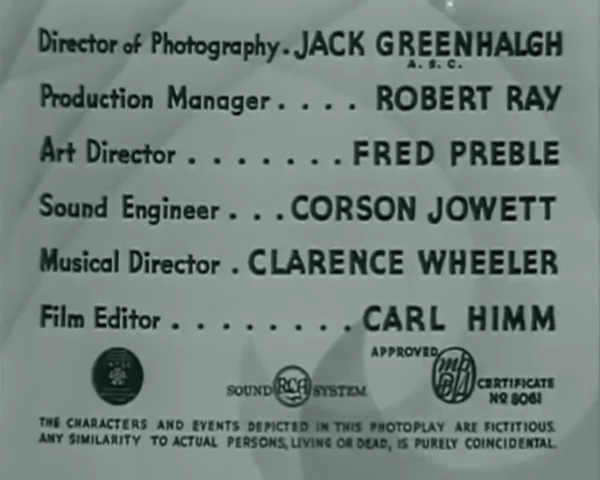 Director of Photography. JACK GREENHALGH
A. S. C.
Production Manager . . . . ROBERT RAY
Art Director . . . . . . . FRED PREBLE
Sound Engineer . . . CORSON JOWETT
Musical Director . CLARENCE WHEELER
Film Editor . . . . . . . . CARL HIMM
APPROVED
SOUND RCA SYSTEM
CERTIFICATE
No 8061
THE CHARACTERS AND EVENTS DEPICTED IN THIS PHOTOPLAY ARE FICTITIOUS.
ANY SIMILARITY TO ACTUAL PERSONS, LIVING OR DEAD, IS PURELY COINCIDENTAL.